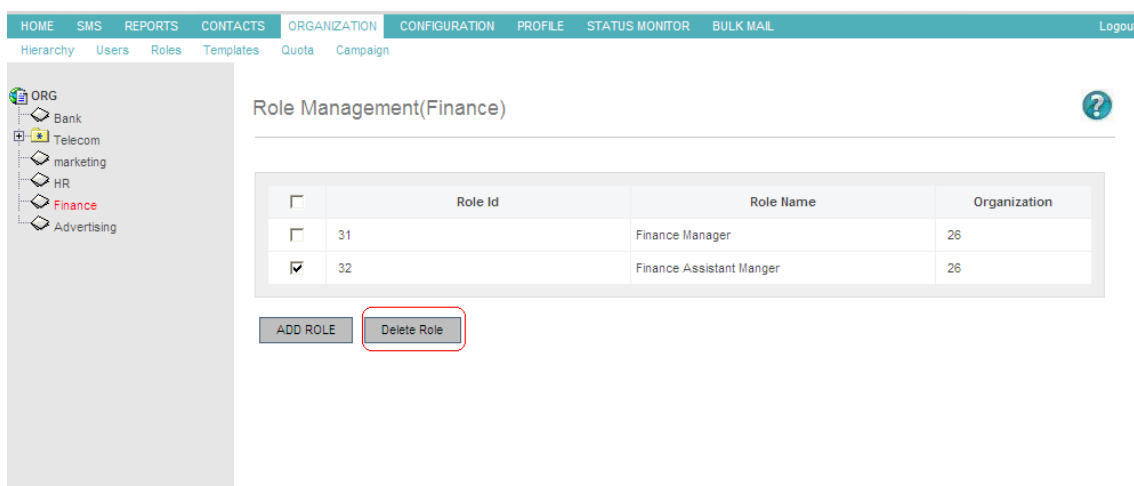 HOME SMS REPORTS CONTACTS ORGANIZATION CONFIGURATION PROFILE STATUS MONITOR BULK MAIL Logou
Hierarchy Users Roles Templates Quota Campaign
ORG
Bank
Telecom
marketing
HR
Finance
Advertising
Role Management(Finance)
Role Id Role Name Organization
31 Finance Manager 26
32 Finance Assistant Manger 26
ADD ROLE Delete Role